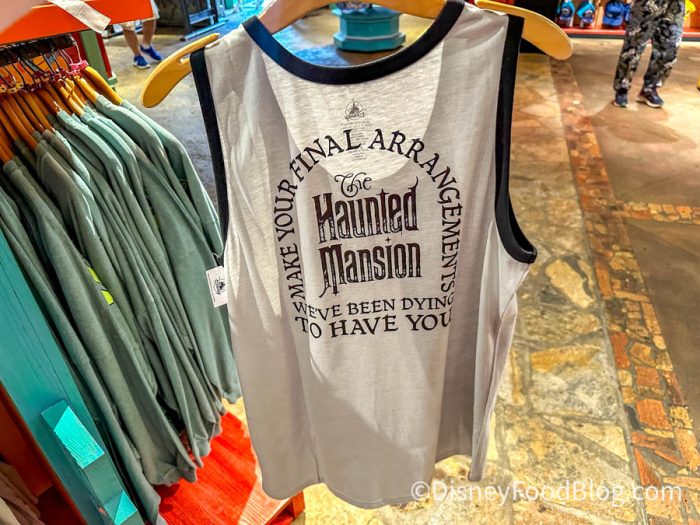 MAKE YOUR FINAL ARRANGEMENTS
The
Haunted
Mansion
WE'VE BEEN DYING
TO HAVE YOU
©DisneyFoodBlog.com